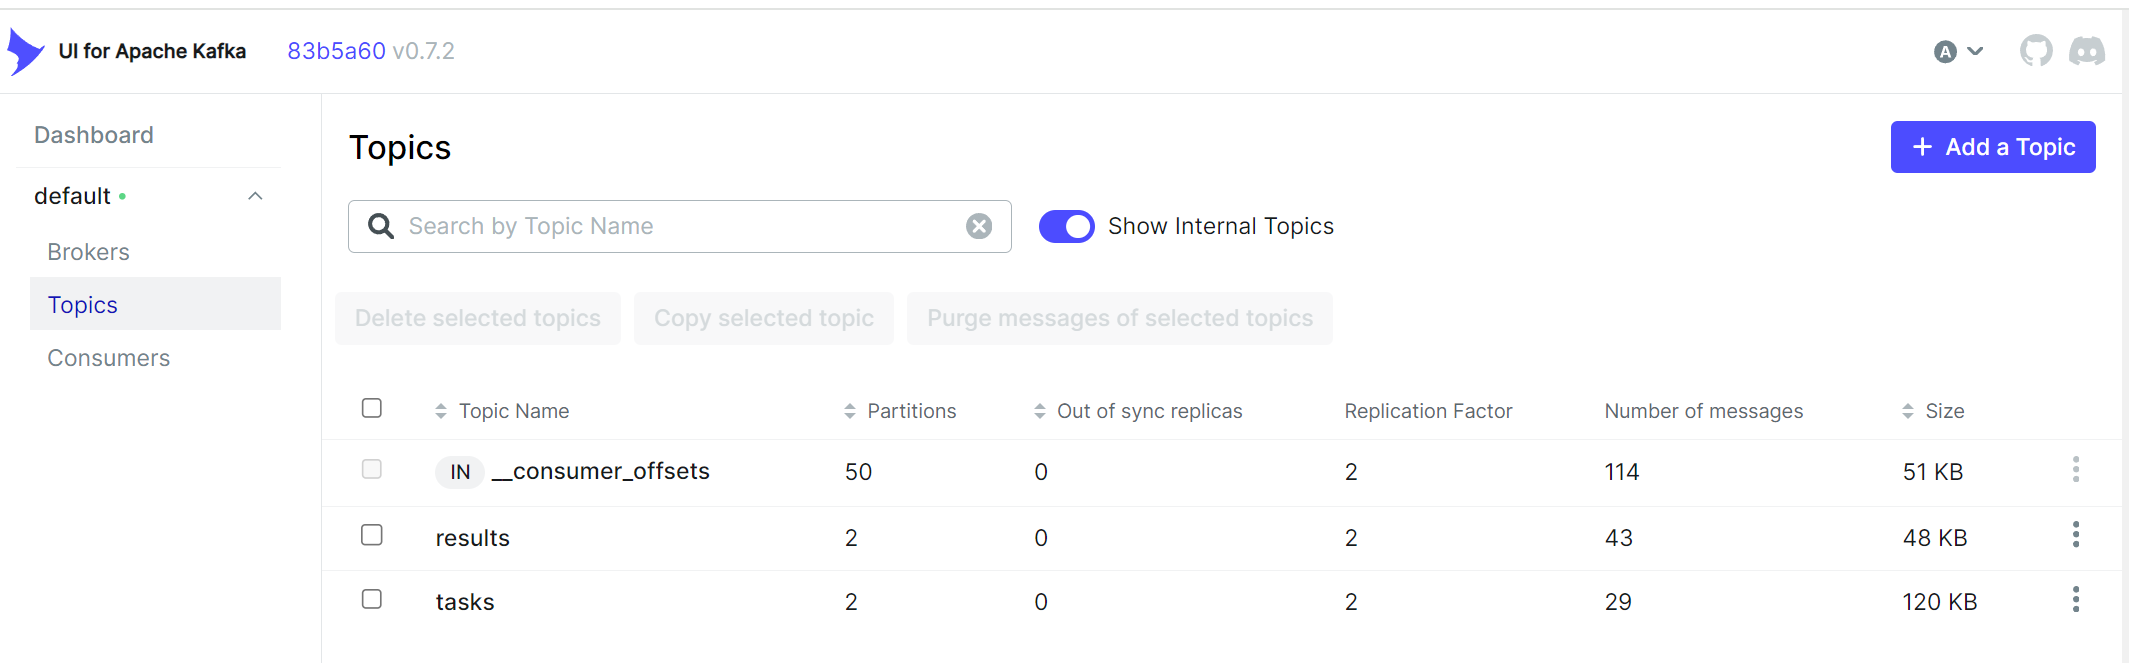 UI for Apache Kafka 83b5a60 v0.7.2 A
Dashboard
default
Brokers
Topics
Consumers
Topics
+ Add a Topic
Search by Topic Name
Show Internal Topics
Delete selected topics Copy selected topic Purge messages of selected topics
Topic Name Partitions Out of sync replicas Replication Factor Number of messages Size
IN __consumer_offsets 50 0 2 114 51 KB
results 2 0 2 43 48 KB
tasks 2 0 2 29 120 KB